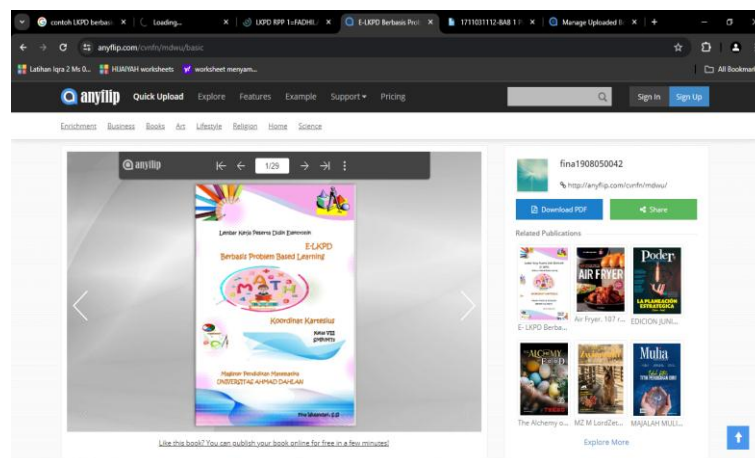 contoh LKPD berbasi
Loading...
LKPD RPP 1
E-LKPD Berbasis Prob
1711031112-BAB 1 P
Manage Uploaded B
anyflip.com/cvnfn/mdwu/basic
Latihan Iqra 2 Ms 0...
HIJAIYAH worksheets
worksheet menyam...
All Bookmar
anyflip
Quick Upload
Explore
Features
Example
Support
Pricing
Sign In
Sign Up
Enrichment
Business
Books
Art
Lifestyle
Religion
Home
Science
anyflip
1/29
Lembar Kerja Peserta Didik Elektronik
E-LKPD
Berbasis Problem Based Learning
MATH
Koordinat Kartesius
Kelas VIII
SMP/MTs
Magister Pendidikan Matematika
UNIVERSITAS AHMAD DAHLAN
Like this book? You can publish your book online for free in a few minutes!
fina1908050042
http://anyflip.com/cvnfn/mdwu/
Download PDF
Share
Related Publications
AIR FRYER
Poder
LA PLANEACIÓN
ESTRATEGICA
E- LKPD Berba...
Air Fryer. 107 r...
EDICION JUNI...
ALCHEMY
Mulia
The Alchemy o...
MZ M LordZet...
MAJALAH MULI...
Explore More